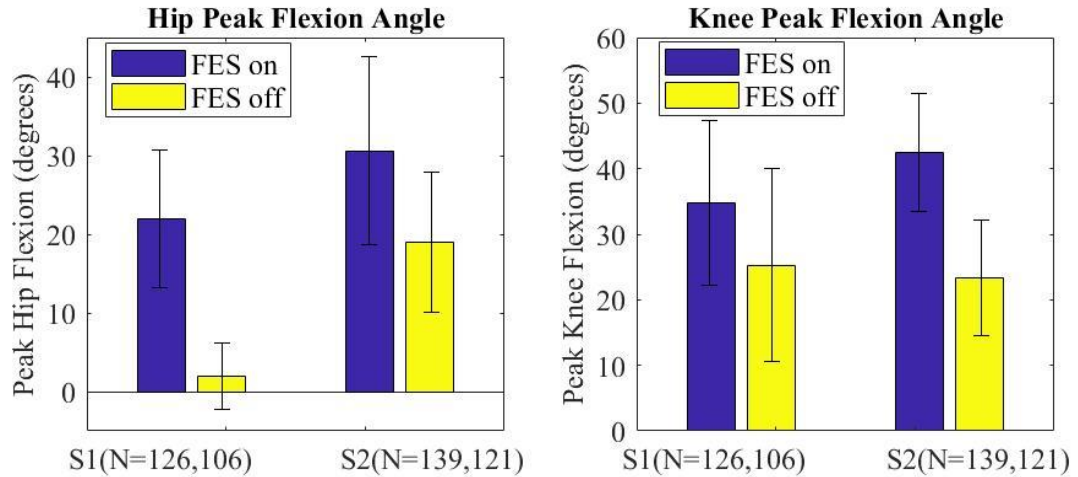 Hip Peak Flexion Angle
Peak Hip Flexion (degrees)
40
30
20
10
0
FES on
FES off
S1(N=126,106)
S2(N=139,121)
Knee Peak Flexion Angle
Peak Knee Flexion (degrees)
60
50
40
30
20
10
0
FES on
FES off
S1(N=126,106)
S2(N=139,121)